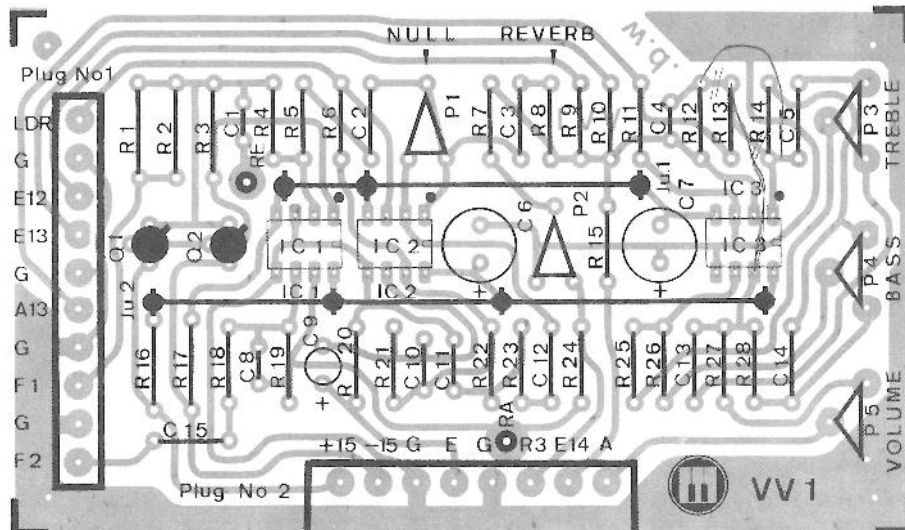 NULL REVERB
.b.w
Plug No1
LDR
G
E12
E13
G
A13
G
F1
G
F2
R1 R2 R3 C1 R4 R5 R6 C2 P1 R7 C3 R8 R9 R10 R11 C4 R12 R13 R14 C5 P3
TREBLE
RE
Ju.1
C7
IC 3
Q1 Q2 IC 1 IC 2 C6 P2 R15 IC 3 P4
BASS
Ju 2
IC1 IC2
+ +
R16 R17 R18 C8 R19 C9 R20 R21 C10 C11 R22 R23 C12 R24 R25 R26 C13 R27 R28 C14 P5
VOLUME
+
C15
RA
+15 -15 G E G R3 E14 A
Plug No 2
VV1